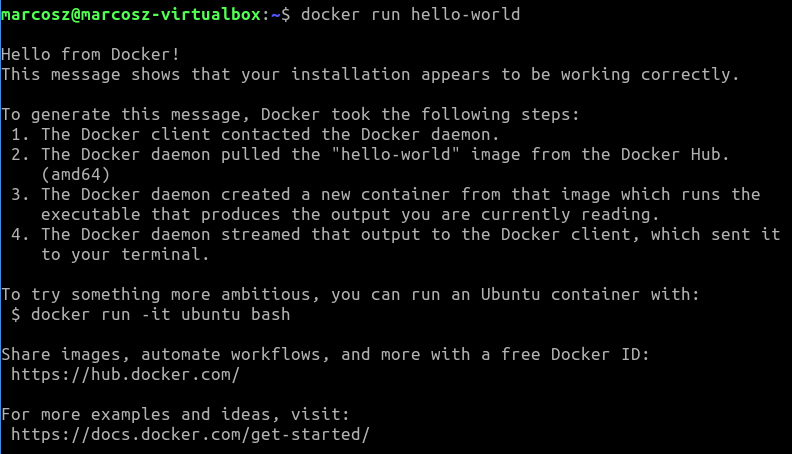 marcosz@marcosz-virtualbox:~$ docker run hello-world
Hello from Docker!
This message shows that your installation appears to be working correctly.
To generate this message, Docker took the following steps:
1. The Docker client contacted the Docker daemon.
2. The Docker daemon pulled the "hello-world" image from the Docker Hub.
(amd64)
3. The Docker daemon created a new container from that image which runs the
executable that produces the output you are currently reading.
4. The Docker daemon streamed that output to the Docker client, which sent it
to your terminal.
To try something more ambitious, you can run an Ubuntu container with:
$ docker run -it ubuntu bash
Share images, automate workflows, and more with a free Docker ID:
https://hub.docker.com/
For more examples and ideas, visit:
https://docs.docker.com/get-started/